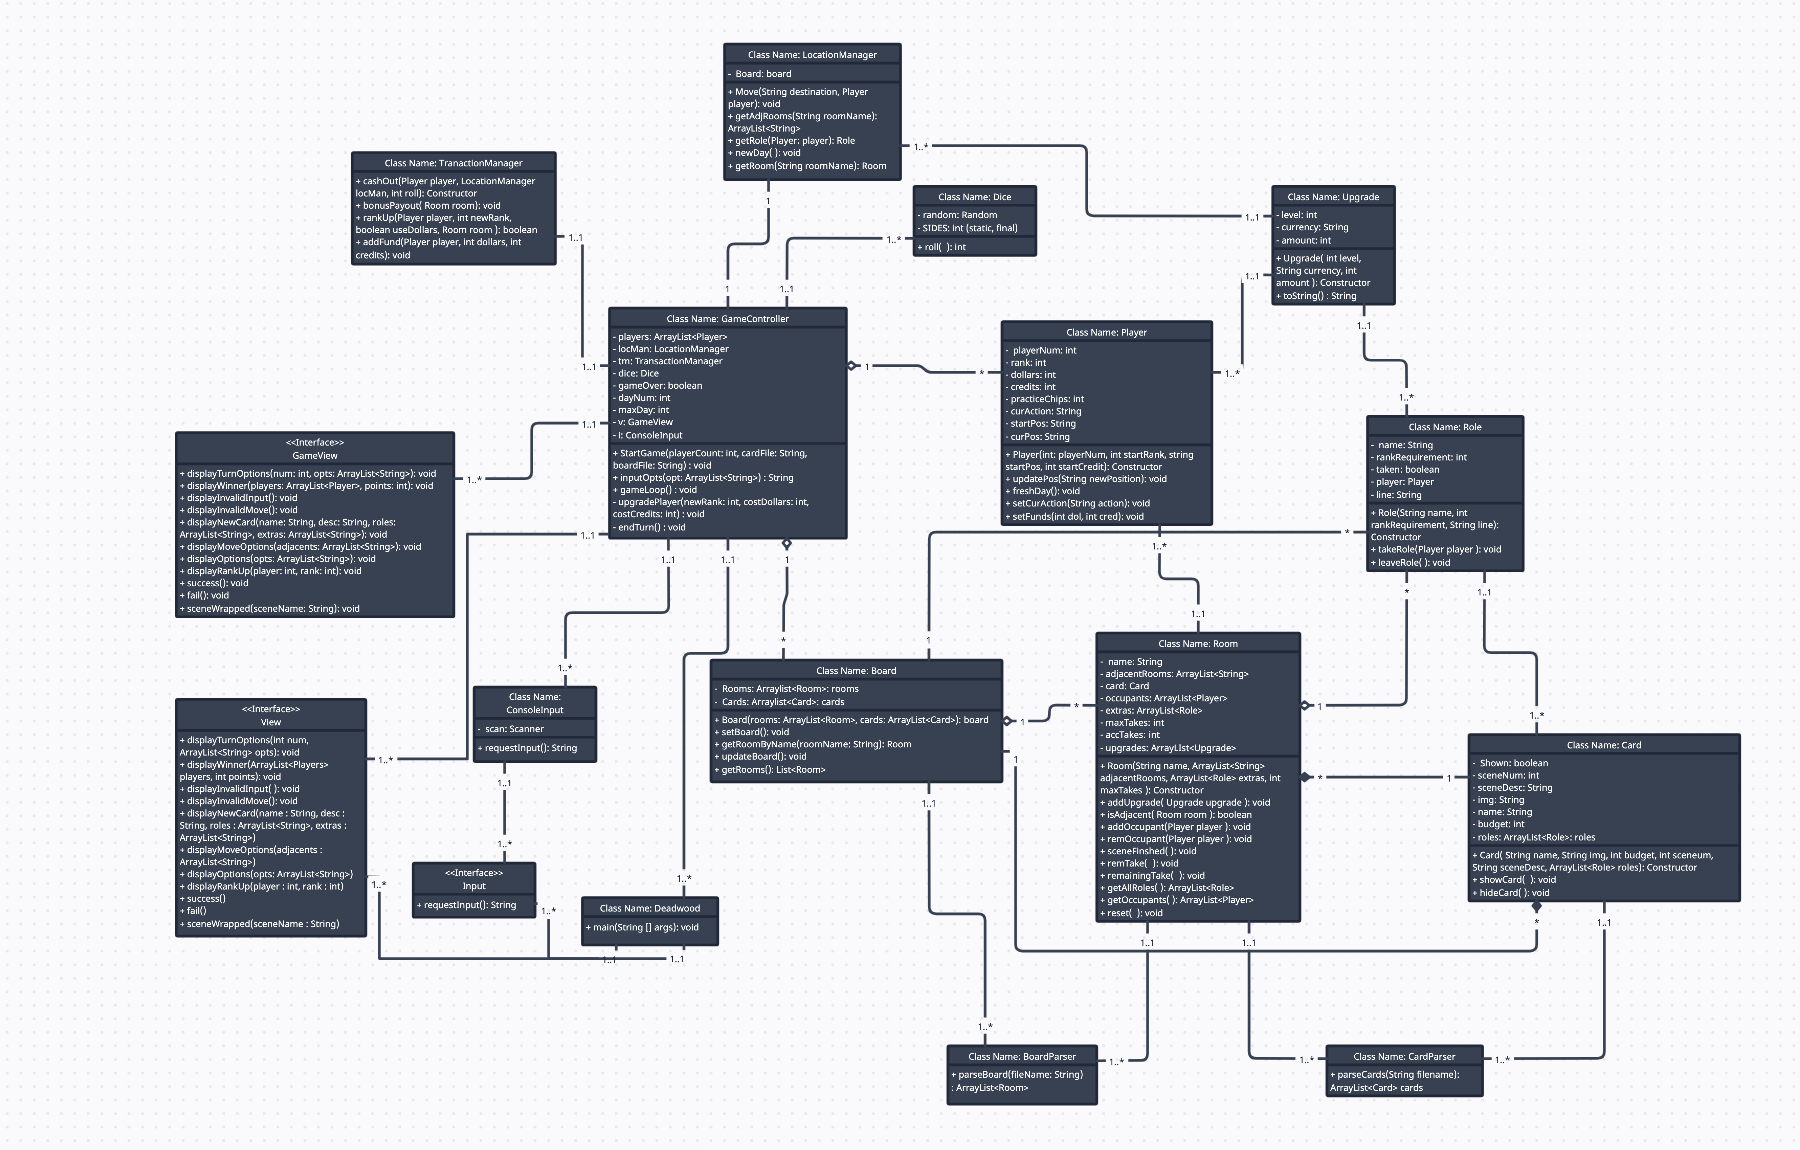 Class Name: LocationManager
- Board: board
+ Move(String destination, Player
player): void
+ getAdjRooms(String roomName):
ArrayList<String>
+ getRole(Player: player): Role
+ newDay( ): void
+ getRoom(String roomName): Room
1..*
1
Class Name: TranactionManager
+ cashOut(Player player, LocationManager
locMan, int roll): Constructor
+ bonusPayout( Room room): void
+ rankUp(Player player, int newRank,
boolean useDollars, Room room ): boolean
+ addFund(Player player, int dollars, int
credits): void
1..1
Class Name: Dice
- random: Random
- SIDES: int (static, final)
+ roll( ): int
1..*
Class Name: Upgrade
- level: int
- currency: String
- amount: int
+ Upgrade( int level,
String currency, int
amount ): Constructor
+ toString() : String
1..1
1..1
1..1
1
1..1
Class Name: GameController
- players: ArrayList<Player>
- locMan: LocationManager
- tm: TransactionManager
- dice: Dice
- gameOver: boolean
- dayNum: int
- maxDay: int
- v: GameView
- i: ConsoleInput
+ StartGame(playerCount: int, cardFile: String,
boardFile: String) : void
+ inputOpts(opt: ArrayList<String>) : String
+ gameLoop() : void
- upgradePlayer(newRank: int, costDollars: int,
costCredits: int) : void
- endTurn() : void
1..1
1..1
1..1
1
1..1
1..1
1
Class Name: Player
- playerNum: int
- rank: int
- dollars: int
- credits: int
- practiceChips: int
- curAction: String
- startPos: String
- curPos: String
+ Player(int: playerNum, int startRank, string
startPos, int startCredit): Constructor
+ updatePos(String newPosition): void
+ freshDay(): void
+ setCurAction(String action): void
+ setFunds(int dol, int cred): void
*
1..*
1..*
<<Interface>>
GameView
+ displayTurnOptions(num: int, opts: ArrayList<String>): void
+ displayWinner(players: ArrayList<Player>, points: int): void
+ displayInvalidInput(): void
+ displayInvalidMove(): void
+ displayNewCard(name: String, desc: String, roles:
ArrayList<String>, extras: ArrayList<String>): void
+ displayMoveOptions(adjacents: ArrayList<String>): void
+ displayOptions(opts: ArrayList<String>): void
+ displayRankUp(player: int, rank: int): void
+ success(): void
+ fail(): void
+ sceneWrapped(sceneName: String): void
1..*
1..*
Class Name: Role
- name: String
- rankRequirement: int
- taken: boolean
- player: Player
- line: String
+ Role(String name, int
rankRequirement, String line):
Constructor
+ takeRole(Player player ): void
+ leaveRole( ): void
*
*
1..1
*
1
Class Name: Board
- Rooms: Arraylist<Room>: rooms
- Cards: Arraylist<Card>: cards
+ Board(rooms: ArrayList<Room>, cards: ArrayList<Card>): board
+ setBoard(): void
+ getRoomByName(roomName: String): Room
+ updateBoard(): void
+ getRooms(): List<Room>
1
1
1..1
1..1
Class Name: Room
- name: String
- adjacentRooms: ArrayList<String>
- card: Card
- occupants: ArrayList<Player>
- extras: ArrayList<Role>
- maxTakes: int
- accTakes: int
- upgrades: ArrayLIst<Upgrade>
+ Room(String name, ArrayList<String>
adjacentRooms, ArrayList<Role> extras, int
maxTakes ): Constructor
+ addUpgrade( Upgrade upgrade ): void
+ isAdjacent( Room room ): boolean
+ addOccupant(Player player ): void
+ remOccupant(Player player ): void
+ sceneFinshed( ): void
+ remTake( ): void
+ remainingTake( ): void
+ getAllRoles( ): ArrayList<Role>
+ getOccupants( ): ArrayList<Player>
+ reset( ): void
*
1
*
1..1
1..1
1..*
Class Name:
ConsoleInput
- scan: Scanner
+ requestInput(): String
1..1
<<Interface>>
View
+ displayTurnOptions(int num,
ArrayList<String> opts): void
+ displayWinner(ArrayList<Players>
players, int points): void
+ displayInvalidInput( ): void
+ displayInvalidMove(): void
+ displayNewCard(name : String, desc :
String, roles : ArrayList<String>, extras :
ArrayList<String>)
+ displayMoveOptions(adjacents :
ArrayList<String>)
+ displayOptions(opts: ArrayList<String>)
+ displayRankUp(player : int, rank : int)
+ success()
+ fail()
+ sceneWrapped(sceneName : String)
1..*
1..*
1..*
<<Interface>>
Input
+ requestInput(): String
1..*
1..*
Class Name: Deadwood
+ main(String [] args): void
1..1
1..1
1..*
1
Class Name: Card
- Shown: boolean
- sceneNum: int
- sceneDesc: String
- img: String
- name: String
- budget: int
- roles: ArrayList<Role>: roles
+ Card( String name, String img, int budget, int sceneum,
String sceneDesc, ArrayList<Role> roles): Constructor
+ showCard( ): void
+ hideCard( ): void
*
1..1
1..*
Class Name: BoardParser
+ parseBoard(fileName: String)
: ArrayList<Room>
1..*
1..*
Class Name: CardParser
+ parseCards(String filename):
ArrayList<Card> cards
1..*